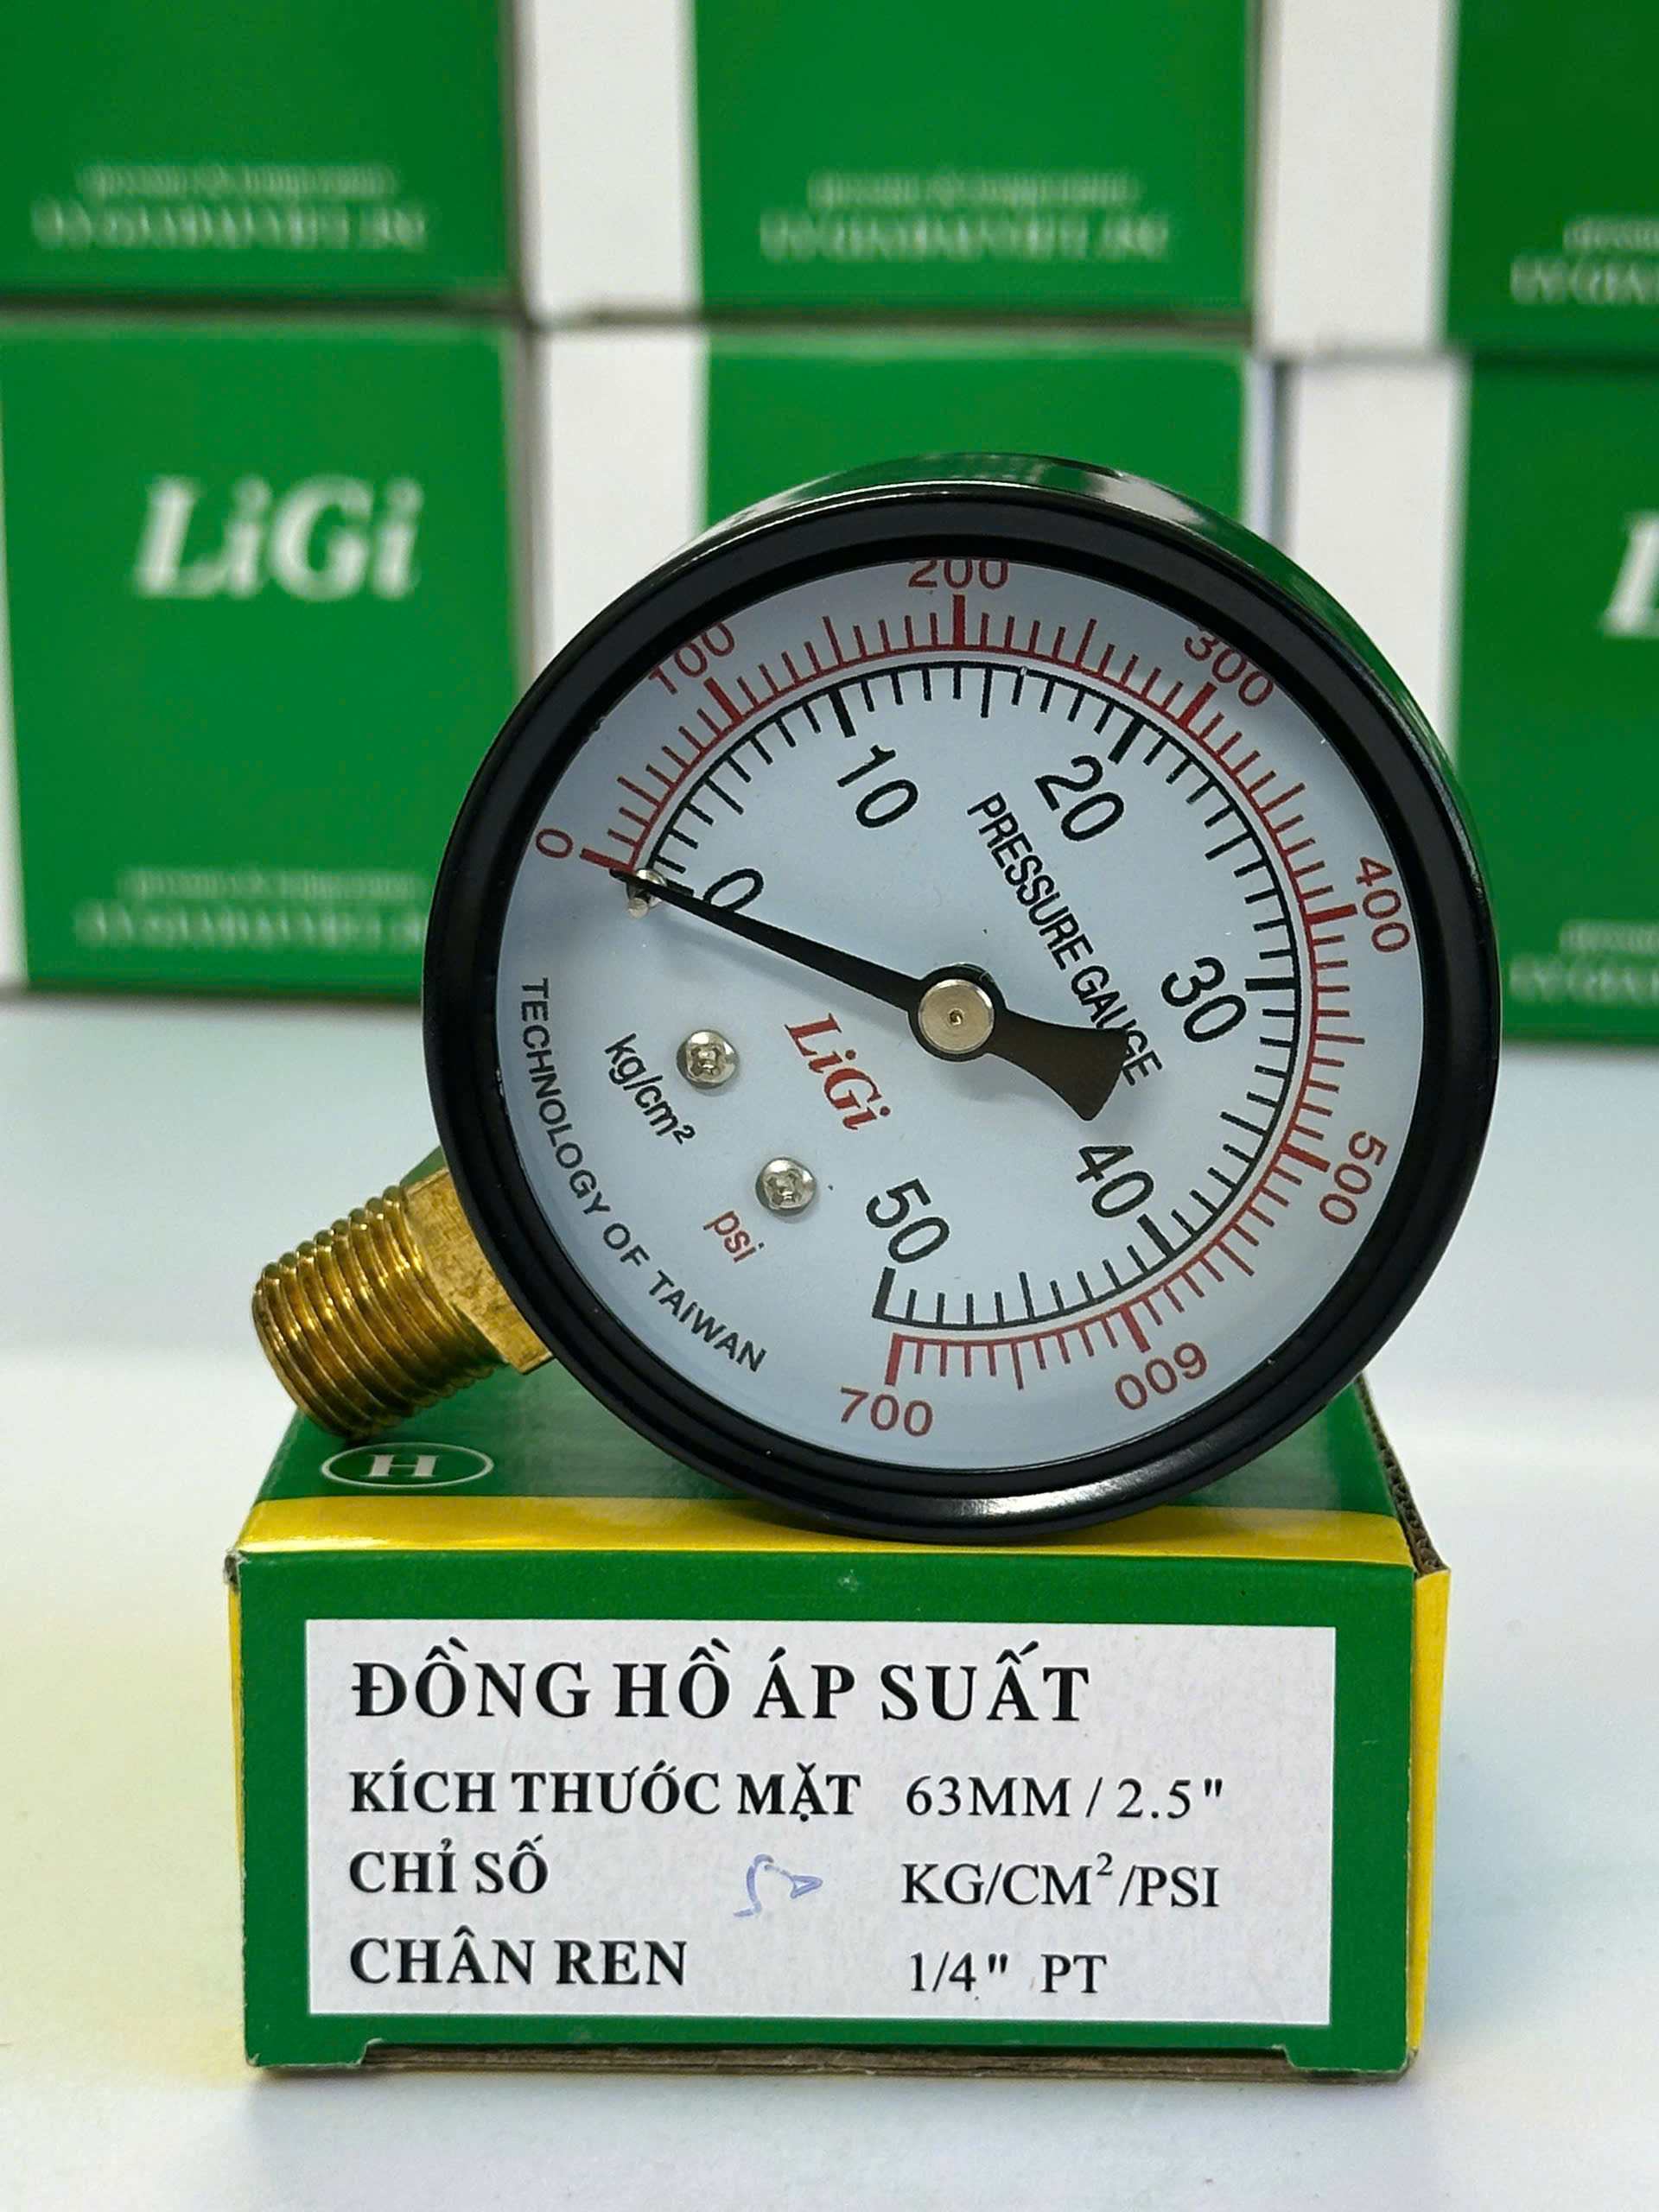 LiGi
200
100
300
0
400
10
20
0
30
PRESSURE GAUGE
LiGi
kg/cm²
psi
TECHNOLOGY OF TAIWAN
40
50
500
600
700
H
ĐỒNG HỒ ÁP SUẤT
KÍCH THƯỚC MẶT 63MM / 2.5"
CHỈ SỐ KG/CM²/PSI
CHÂN REN 1/4" PT